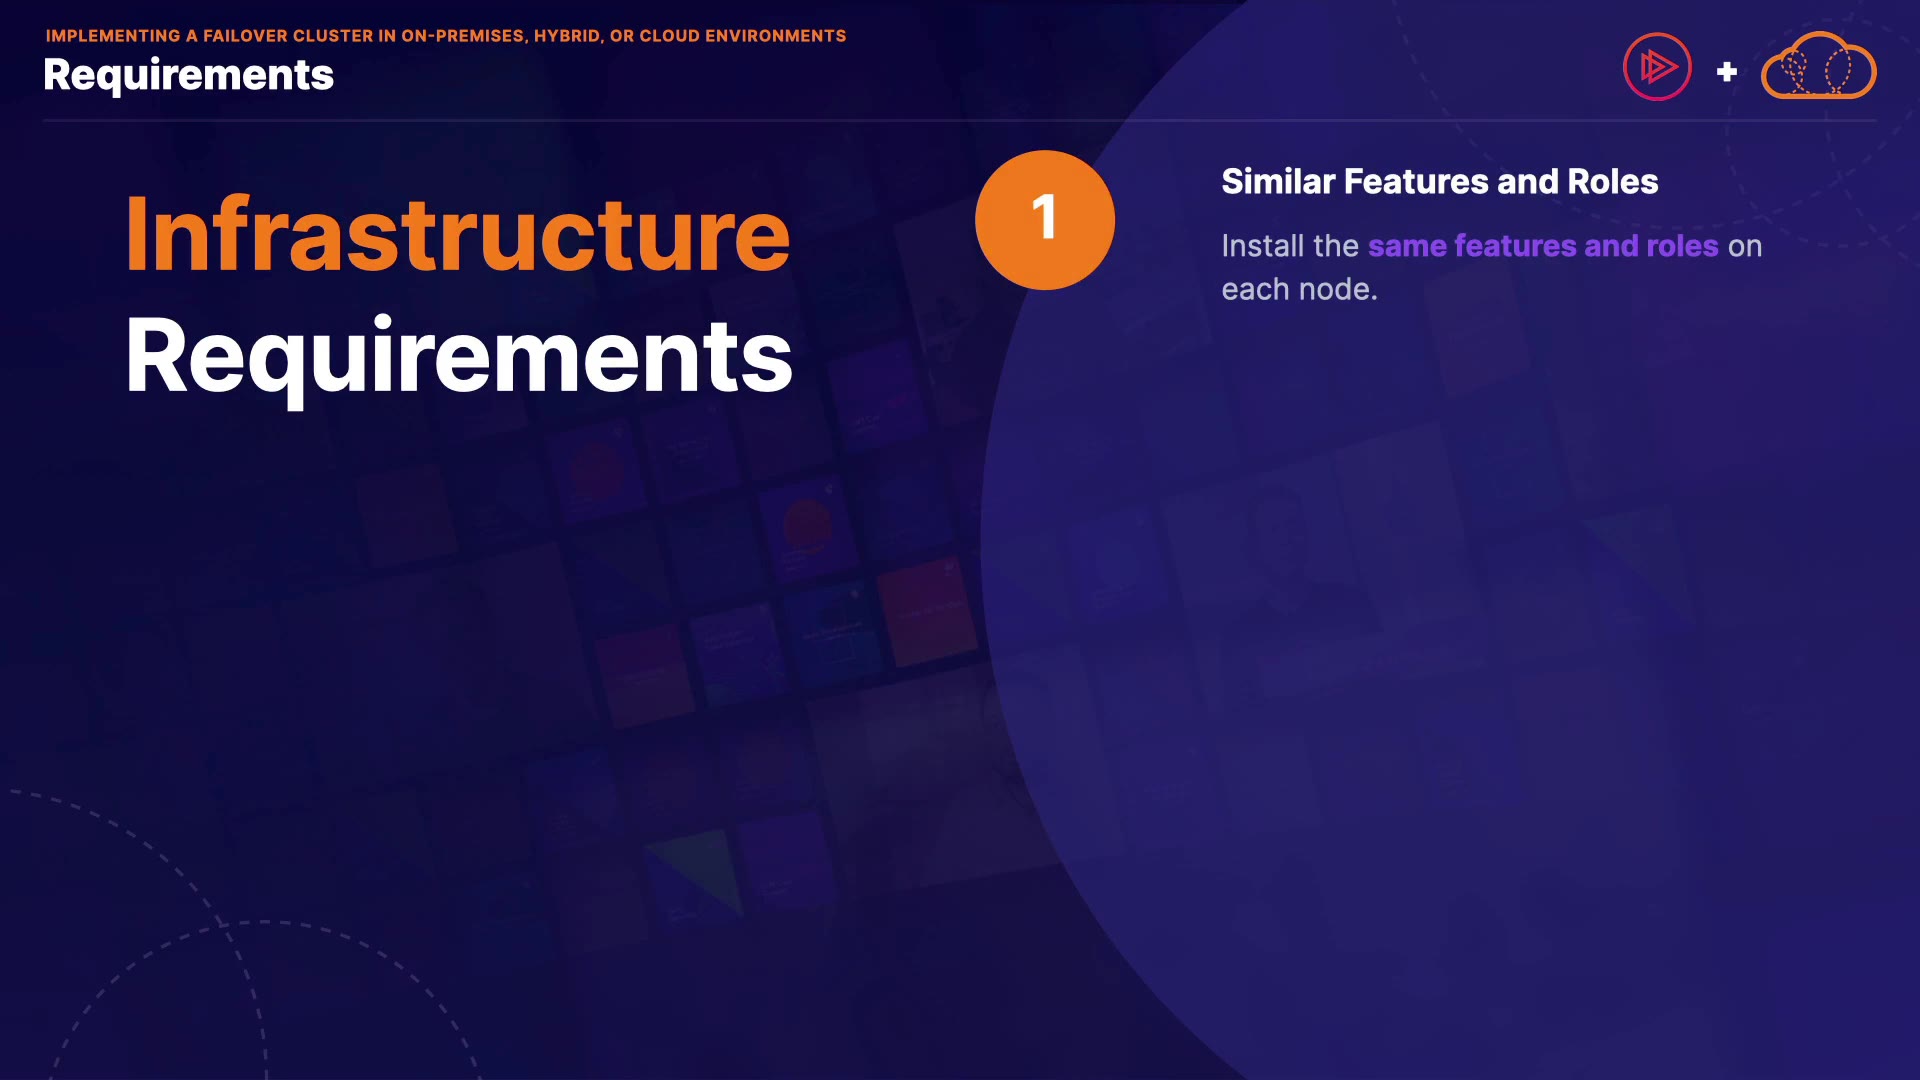 IMPLEMENTING A FAILOVER CLUSTER IN ON-PREMISES, HYBRID, OR CLOUD ENVIRONMENTS
Requirements
+
Infrastructure
Requirements
1
Similar Features and Roles
Install the same features and roles on
each node.